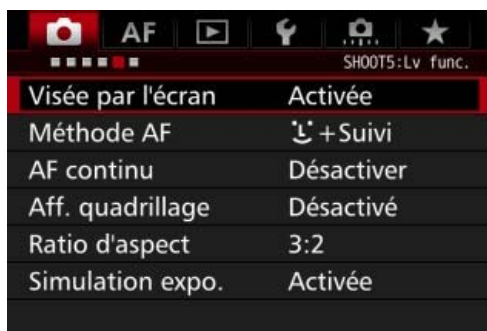 AF
SHOOT5:Lv func.
Visée par l'écran Activée
Méthode AF +Suivi
AF continu Désactiver
Aff. quadrillage Désactivé
Ratio d'aspect 3:2
Simulation expo. Activée